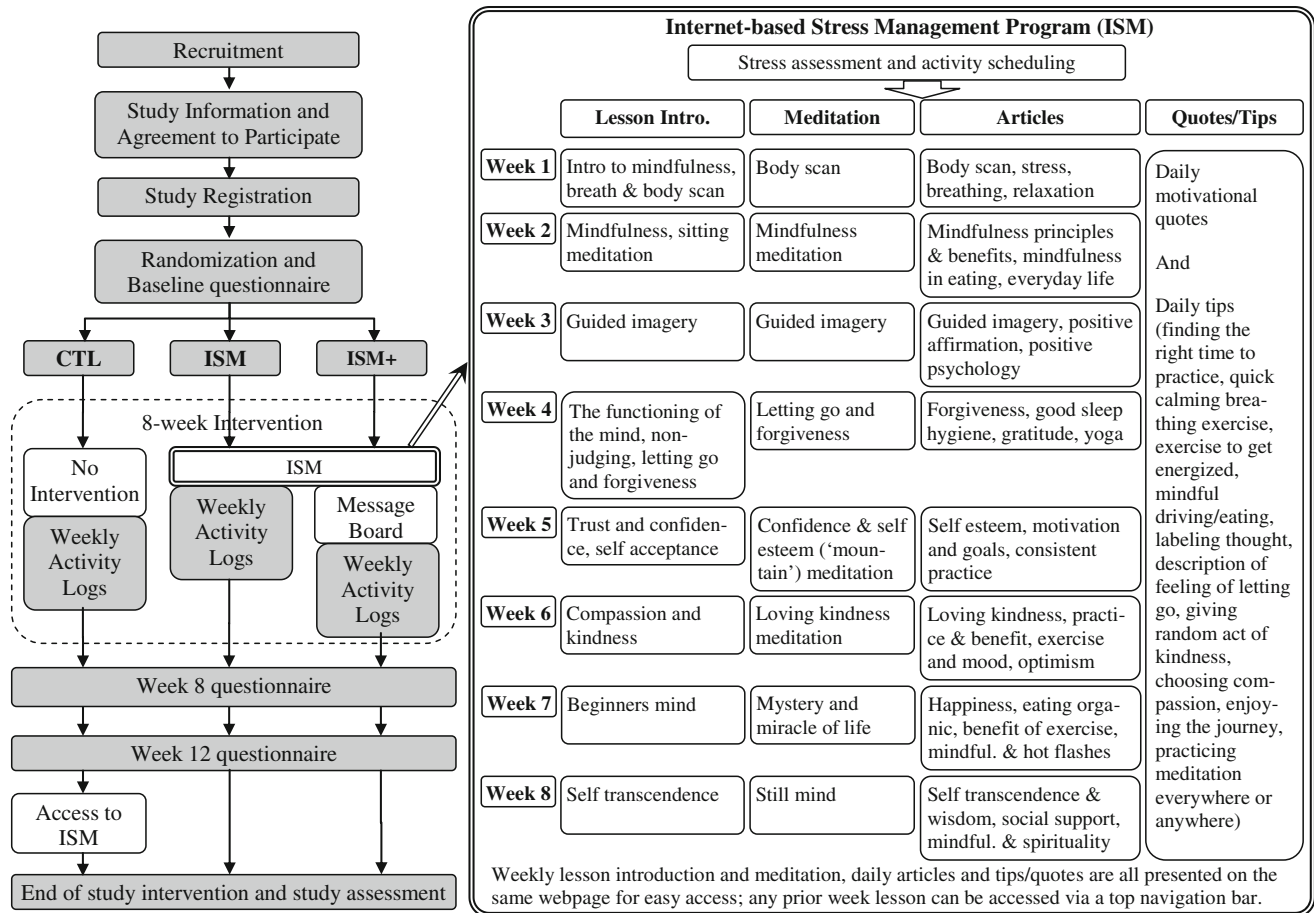 Recruitment
Study Information and
Agreement to Participate
Study Registration
Randomization and
Baseline questionnaire
CTL
ISM
ISM+
8-week Intervention
No
Intervention
Weekly
Activity
Logs
ISM
Weekly
Activity
Logs
Message
Board
Weekly
Activity
Logs
Week 8 questionnaire
Week 12 questionnaire
Access to
ISM
End of study intervention and study assessment
Internet-based Stress Management Program (ISM)
Stress assessment and activity scheduling
Lesson Intro.
Meditation
Articles
Quotes/Tips
Week 1
Intro to mindfulness,
breath & body scan
Body scan
Body scan, stress,
breathing, relaxation
Week 2
Mindfulness, sitting
meditation
Mindfulness
meditation
Mindfulness principles
& benefits, mindfulness
in eating, everyday life
Week 3
Guided imagery
Guided imagery
Guided imagery, positive
affirmation, positive
psychology
Week 4
The functioning of
the mind, non-
judging, letting go
and forgiveness
Letting go and
forgiveness
Forgiveness, good sleep
hygiene, gratitude, yoga
Week 5
Trust and confiden-
ce, self acceptance
Confidence & self
esteem (‘moun-
tain’) meditation
Self esteem, motivation
and goals, consistent
practice
Week 6
Compassion and
kindness
Loving kindness
meditation
Loving kindness, practi-
ce & benefit, exercise
and mood, optimism
Week 7
Beginners mind
Mystery and
miracle of life
Happiness, eating orga-
nic, benefit of exercise,
mindful. & hot flashes
Week 8
Self transcendence
Still mind
Self transcendence &
wisdom, social support,
mindful. & spirituality
Daily
motivational
quotes
And
Daily tips
(finding the
right time to
practice, quick
calming brea-
thing exercise,
exercise to get
energized,
mindful
driving/eating,
labeling thought,
description of
feeling of letting
go, giving
random act of
kindness,
choosing com-
passion, enjoy-
ing the journey,
practicing
meditation
everywhere or
anywhere)
Weekly lesson introduction and meditation, daily articles and tips/quotes are all presented on the
same webpage for easy access; any prior week lesson can be accessed via a top navigation bar.